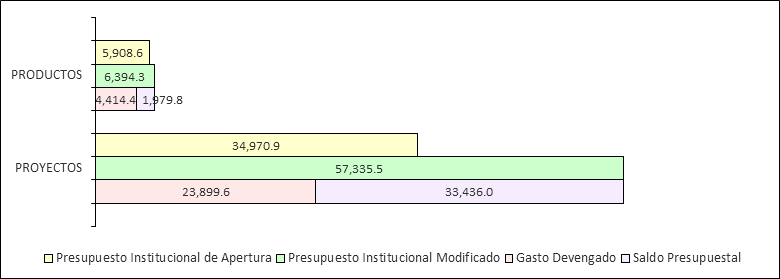 5,908.6
PRODUCTOS
6,394.3
4,414.4 1,979.8
34,970.9
PROYECTOS
57,335.5
23,899.6 33,436.0
Presupuesto Institucional de Apertura Presupuesto Institucional Modificado Gasto Devengado Saldo Presupuestal